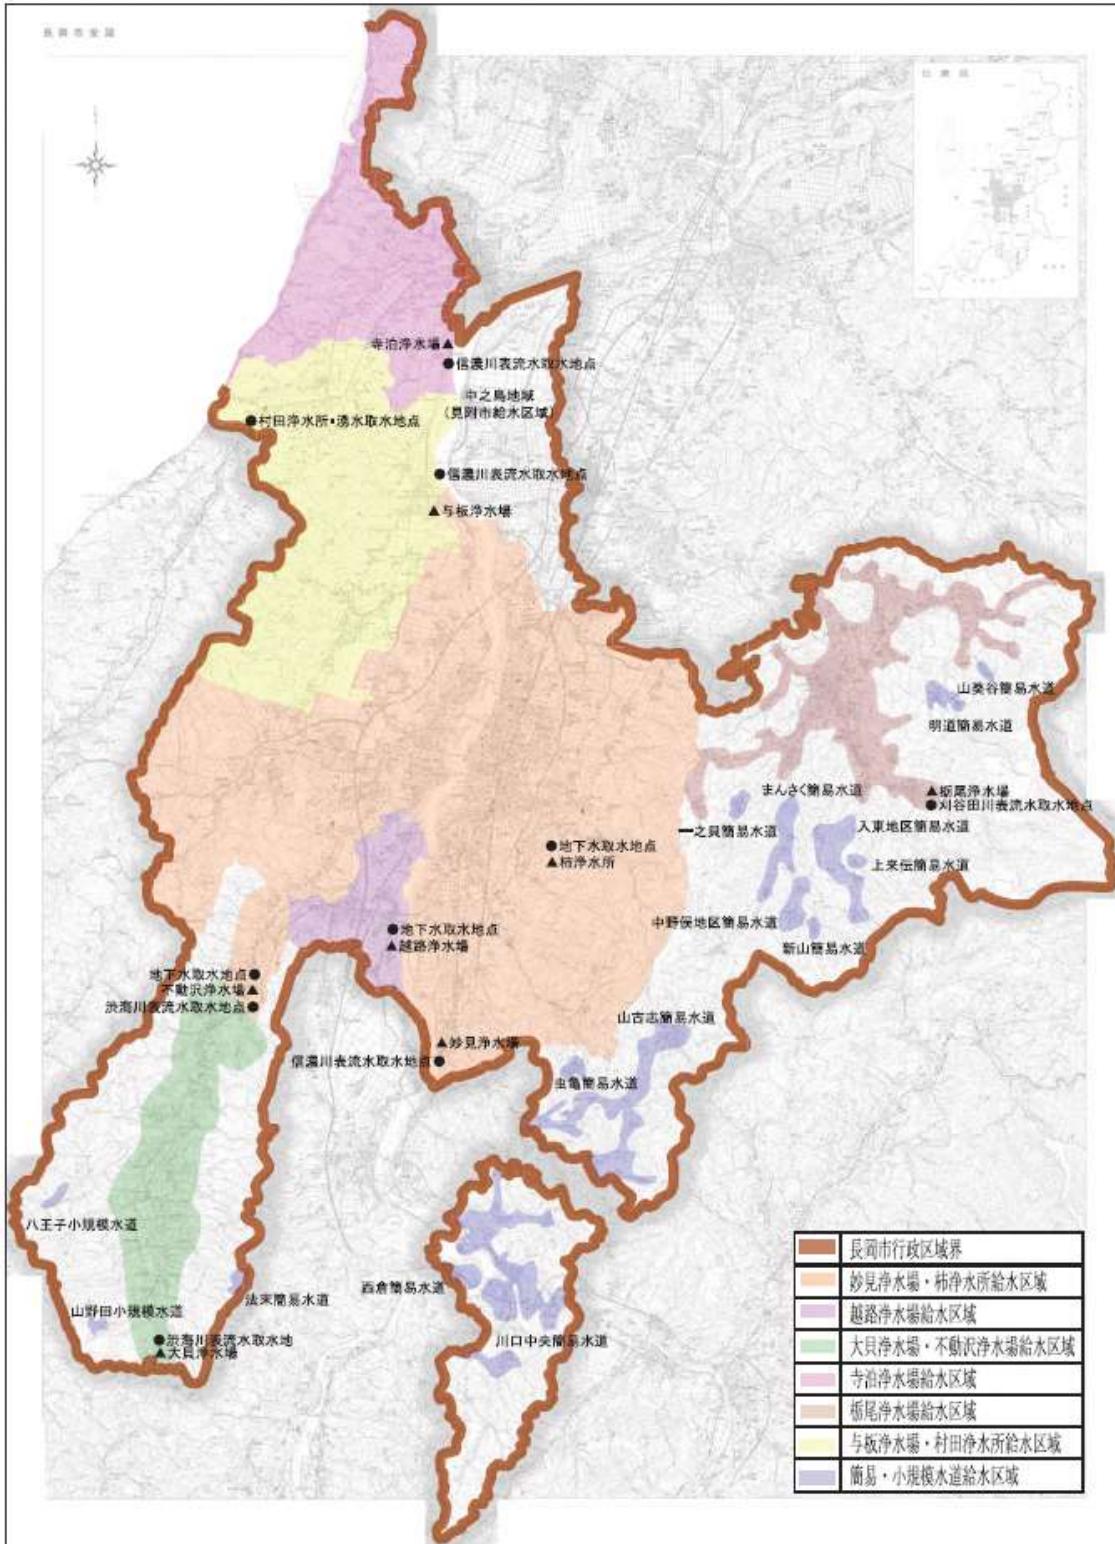 長岡市全図
位置図
寺泊浄水場▲
●信濃川表流水取水地点
中之島地域
(見附市給水区域)
●村田浄水所・湧水取水地点
●信濃川表流水取水地点
▲与板浄水場
山葵谷簡易水道
明道簡易水道
まんさく簡易水道
▲栃尾浄水場
●刈谷田川表流水取水地点
一之貝簡易水道
入東地区簡易水道
●地下水取水地点
▲柿浄水所
上来伝簡易水道
中野俣地区簡易水道
●地下水取水地点
▲越路浄水場
新山簡易水道
地下水取水地点●
不動沢浄水場▲
渋海川表流水取水地点●
山古志簡易水道
▲妙見浄水場
信濃川表流水取水地点●
虫亀簡易水道
八王子小規模水道
西倉簡易水道
法末簡易水道
山野田小規模水道
●渋海川表流水取水地
▲大貝浄水場
川口中央簡易水道
長岡市行政区域界
妙見浄水場・柿浄水所給水区域
越路浄水場給水区域
大貝浄水場・不動沢浄水場給水区域
寺泊浄水場給水区域
栃尾浄水場給水区域
与板浄水場・村田浄水所給水区域
簡易・小規模水道給水区域